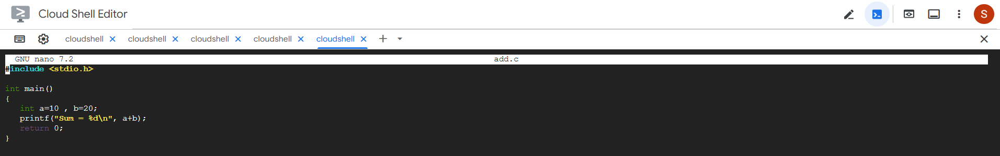 Cloud Shell Editor
S
cloudshell cloudshell cloudshell cloudshell cloudshell
GNU nano 7.2 add.c
#include <stdio.h>
int main()
{
int a=10 , b=20;
printf("Sum = %d\n", a+b);
return 0;
}